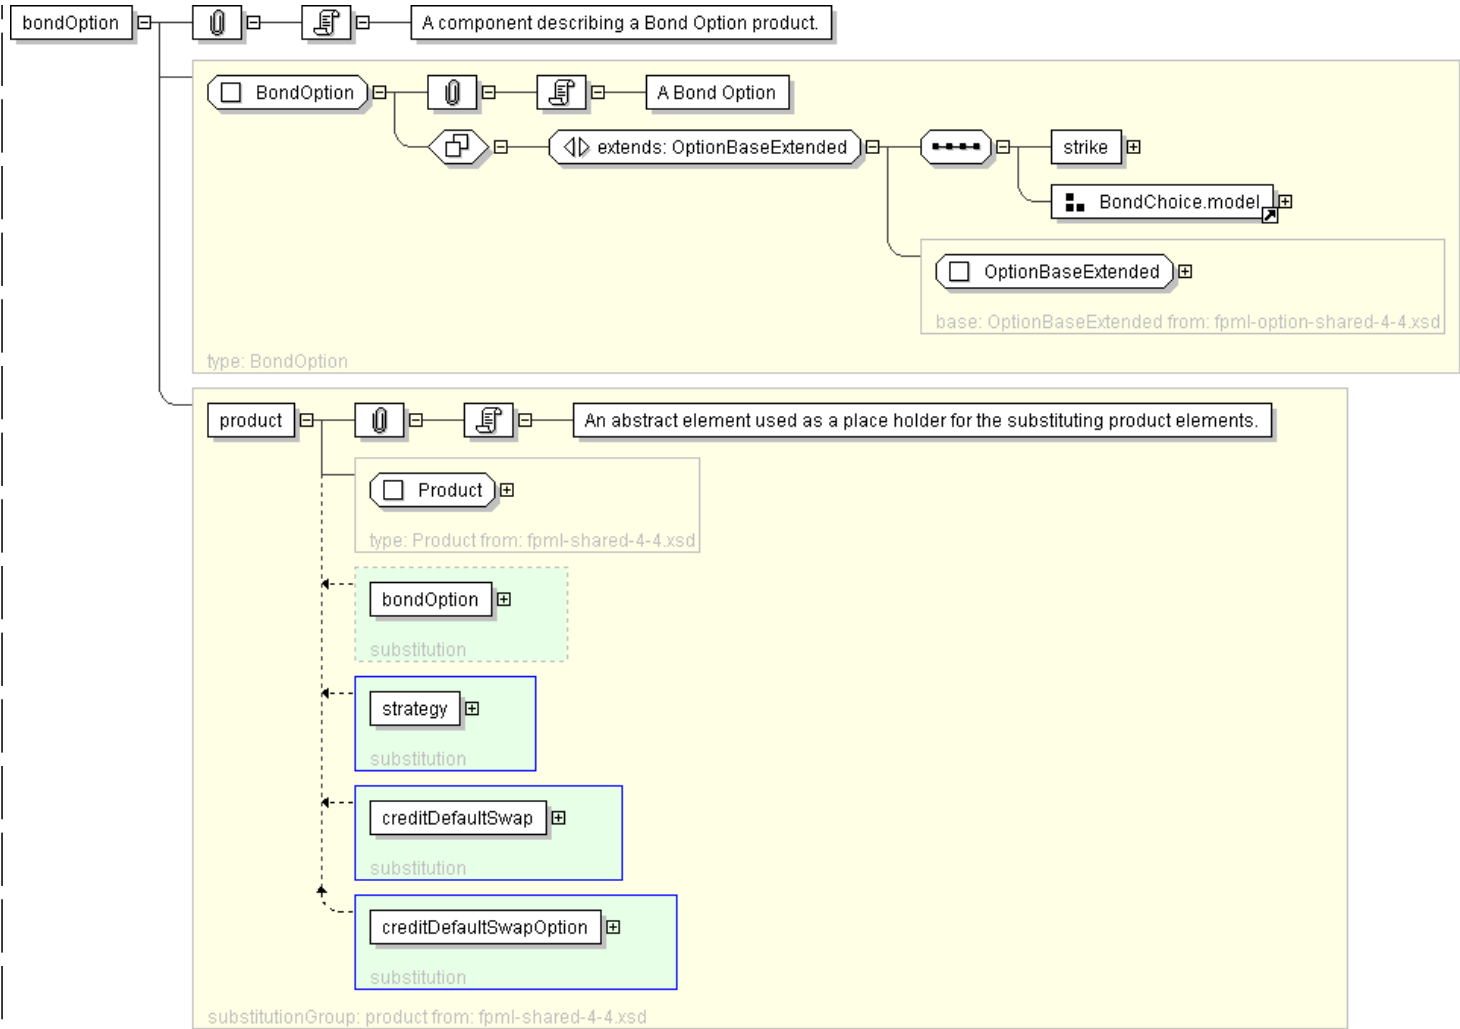 bondOption
A component describing a Bond Option product.
BondOption
A Bond Option
extends: OptionBaseExtended
strike
BondChoice.model
OptionBaseExtended
base: OptionBaseExtended from: fpml-option-shared-4-4.xsd
type: BondOption
product
An abstract element used as a place holder for the substituting product elements.
Product
type: Product from: fpml-shared-4-4.xsd
bondOption
substitution
strategy
substitution
creditDefaultSwap
substitution
creditDefaultSwapOption
substitution
substitutionGroup: product from: fpml-shared-4-4.xsd